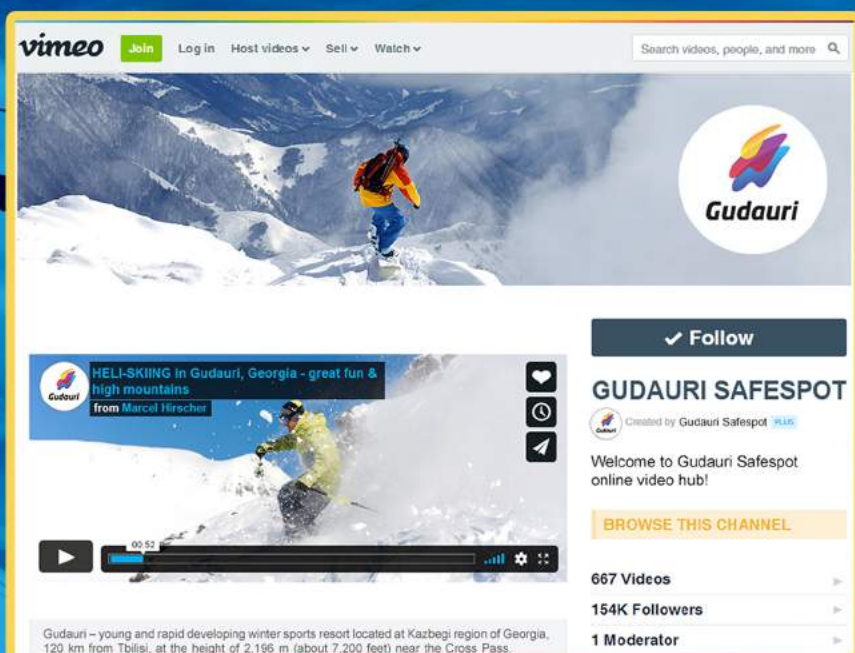 vimeo Join Log in Host videos Sell Watch Search videos, people, and more
Gudauri
Follow
HELI-SKIING in Gudauri, Georgia - great fun &
high mountains
from Marcel Hirscher
Gudauri
00:52
GUDAURI SAFESPOT
Created by Gudauri Safespot PLUS
Welcome to Gudauri Safespot
online video hub!
BROWSE THIS CHANNEL
667 Videos
154K Followers
1 Moderator
Gudauri – young and rapid developing winter sports resort located at Kazbegi region of Georgia,
120 km from Tbilisi, at the height of 2,196 m (about 7,200 feet) near the Cross Pass.